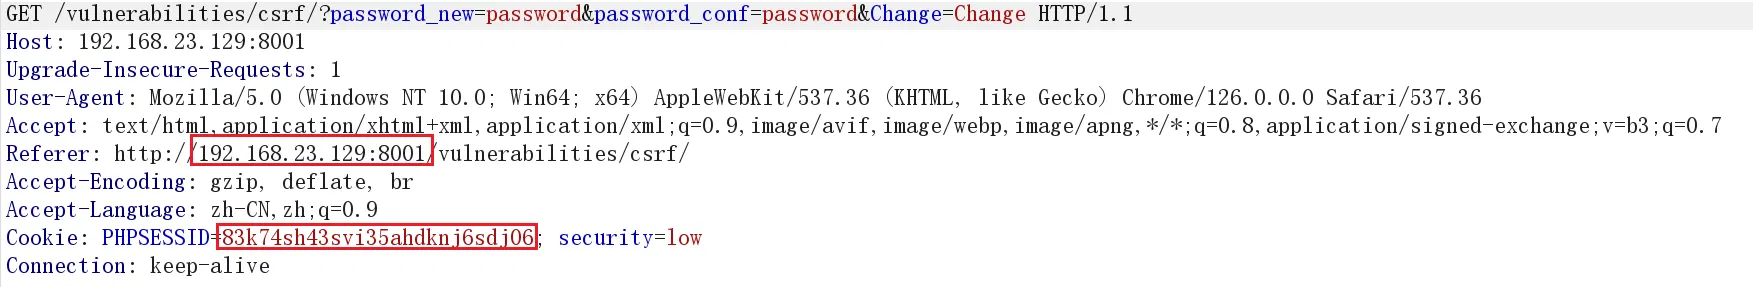 GET /vulnerabilities/csrf/?password_new=password&password_conf=password&Change=Change HTTP/1.1
Host: 192.168.23.129:8001
Upgrade-Insecure-Requests: 1
User-Agent: Mozilla/5.0 (Windows NT 10.0; Win64; x64) AppleWebKit/537.36 (KHTML, like Gecko) Chrome/126.0.0.0 Safari/537.36
Accept: text/html,application/xhtml+xml,application/xml;q=0.9,image/avif,image/webp,image/apng,*/*;q=0.8,application/signed-exchange;v=b3;q=0.7
Referer: http://192.168.23.129:8001/vulnerabilities/csrf/
Accept-Encoding: gzip, deflate, br
Accept-Language: zh-CN,zh;q=0.9
Cookie: PHPSESSID=83k74sh43svi35ahdknj6sdj06; security=low
Connection: keep-alive